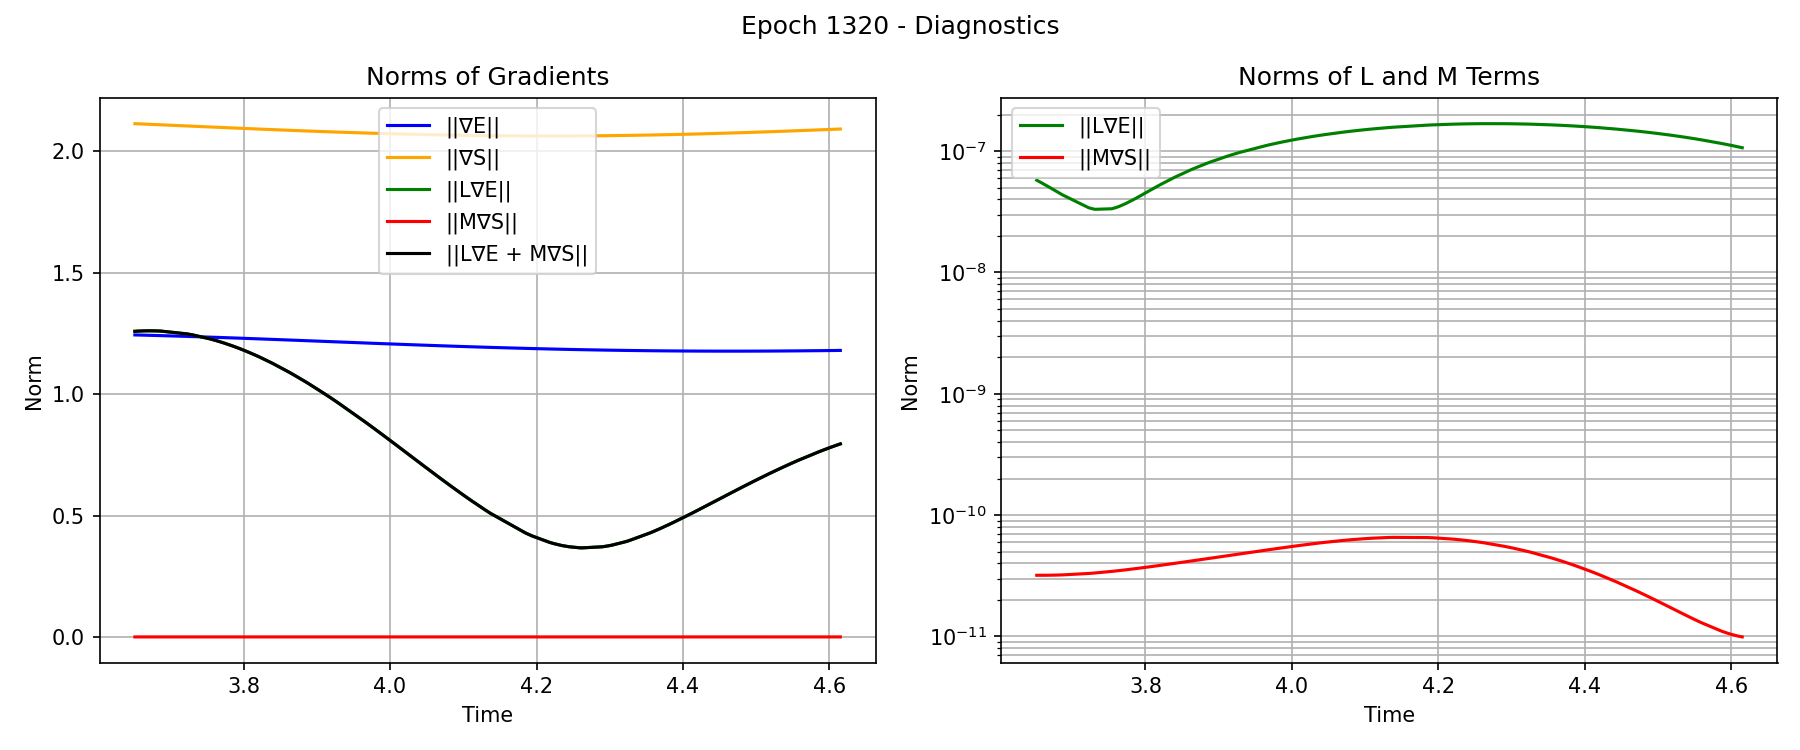 Epoch 1320 - Diagnostics
Norms of Gradients
||∇E||
||∇S||
||L∇E||
||M∇S||
||L∇E + M∇S||
2.0
1.5
1.0
0.5
0.0
Norm
3.8 4.0 4.2 4.4 4.6
Time
Norms of L and M Terms
||L∇E||
||M∇S||
10⁻⁷
10⁻⁸
10⁻⁹
10⁻¹⁰
10⁻¹¹
Norm
3.8 4.0 4.2 4.4 4.6
Time